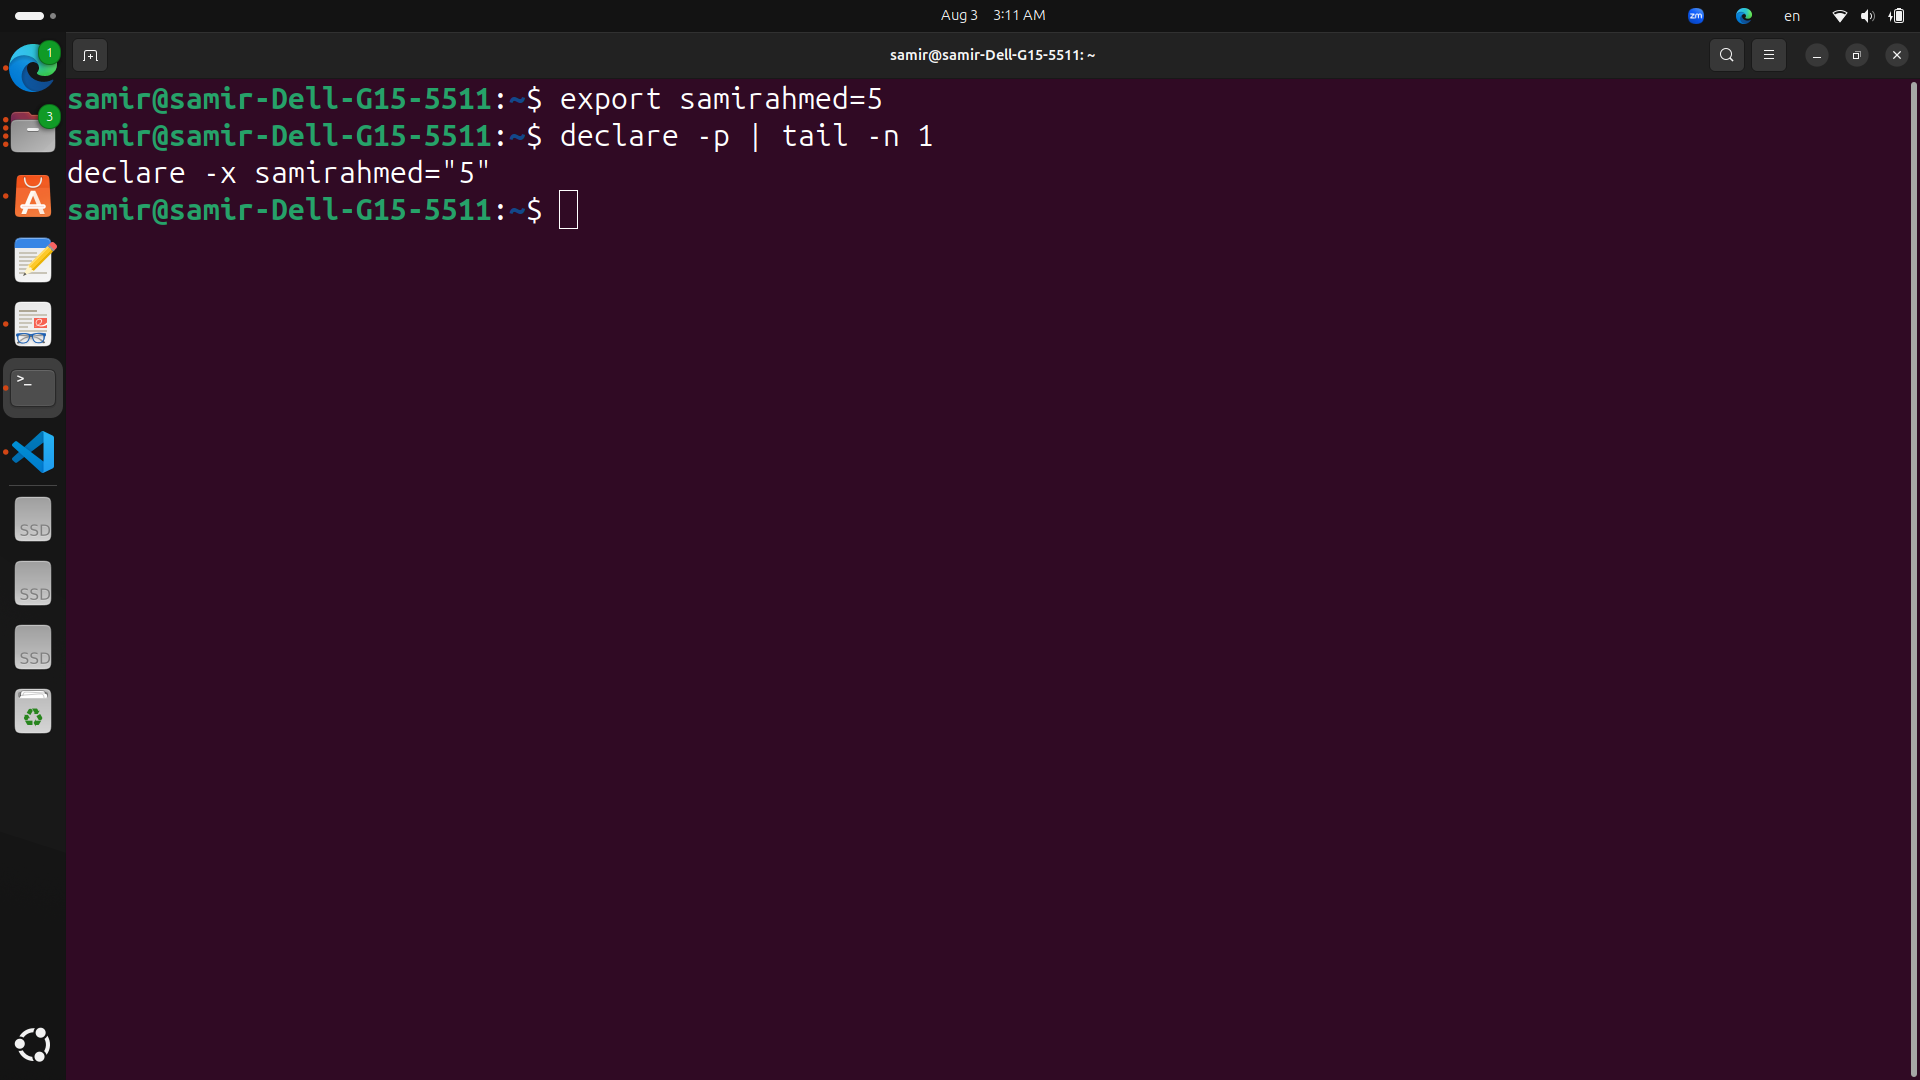 Aug 3 3:11 AM
zm
en
samir@samir-Dell-G15-5511: ~
1
3
samir@samir-Dell-G15-5511:~$ export samirahmed=5
samir@samir-Dell-G15-5511:~$ declare -p | tail -n 1
declare -x samirahmed="5"
samir@samir-Dell-G15-5511:~$
>_
SSD
SSD
SSD